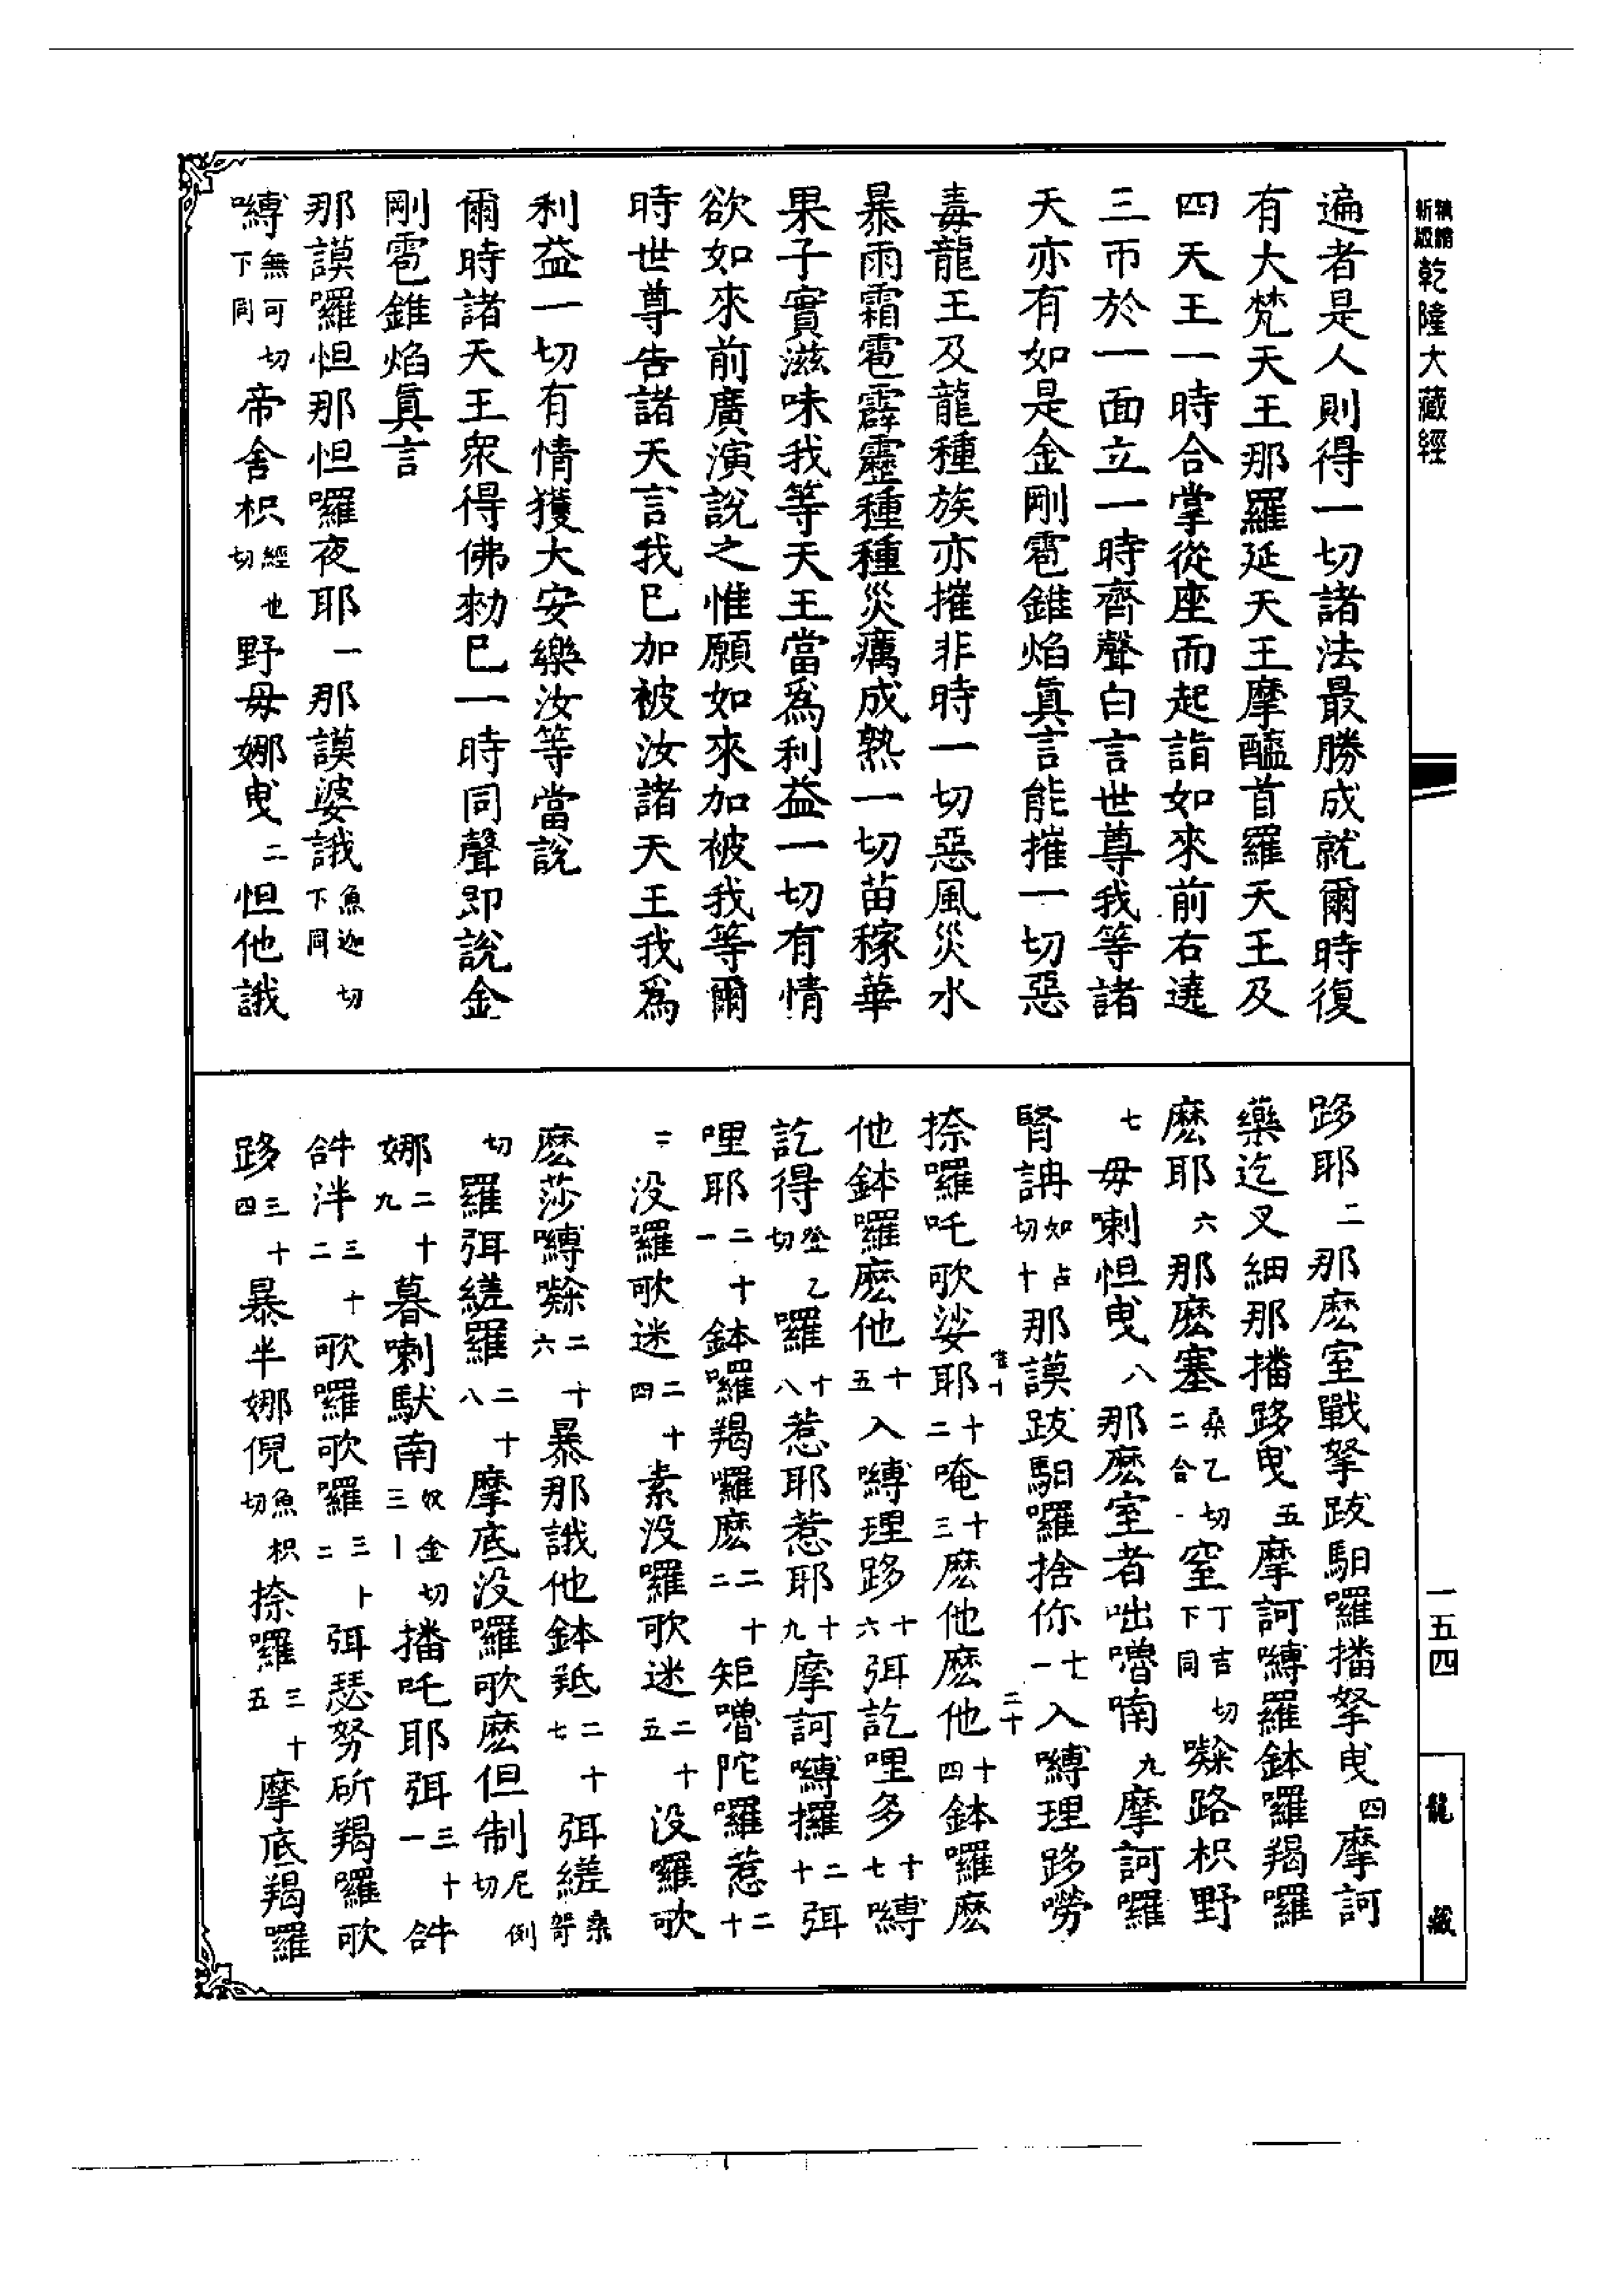 新版 精緝 乾隆大藏經
一五四
龍藏
遍者是人則得一切諸法最勝成就爾時復
有大梵天王那羅延天王摩醯首羅天王及
四天王一時合掌從座而起詣如來前右遶
三帀於一面立一時齊聲白言世尊我等諸
天亦有如是金剛雹錐焰眞言能摧一切惡
毒龍王及龍種族亦摧非時一切惡風災水
暴雨霜雹霹靂種種災癘成熟一切苗稼華
果子實滋味我等天王當爲利益一切有情
欲如來前廣演說之惟願如來加被我等爾
時世尊告諸天言我巳加被汝諸天王我爲
利益一切有情獲大安樂汝等當說
爾時諸天王衆得佛勑巳一時同聲即說金
剛雹錐焰眞言
那謨囉怛那怛囉夜耶一那謨婆誐魚迦切下同
嚩無可切下同帝舍枳經也切野毋娜曳二怛他誐
跢耶二那麽室戰拏跋馹囉播拏曳四摩訶
藥迄叉細那播跢曳五摩訶嚩羅鉢囉羯囉
麽耶六那麽塞桑乙切二合窒丁吉切下同㘑路枳野
七毋喇怛曳八那麽室者咄嚕喃九摩訶囉
腎誀如占切十那謨跋馹囉捨你一七入嚩理跢嘮
捺囉吒歌娑耶十二唵十三麽他麽他十四鉢囉麽
他鉢囉麽他十五入嚩理跢十六弭訖哩多十七嚩
訖得登乙切囉十八惹耶惹耶十九摩訶嚩攞二十弭
哩耶二十一鉢囉羯囉麽二十二矩嚕陀囉惹二十
三没羅歌迷二十四素没囉歌迷二十五没囉歌
麽莎嚩㘑二十六暴那誐他鉢羝二十七弭縒桑箉
切羅弭縒羅二十八摩底没囉歌麽但制尼例切
娜二十九暮喇馱南奴金切三十播吒耶弭三十一䶎
䶎泮三十二歌囉歌囉三十三弭瑟努斫羯囉歌
跢三十四暴半娜倪魚枳切捺囉三十五摩底羯囉